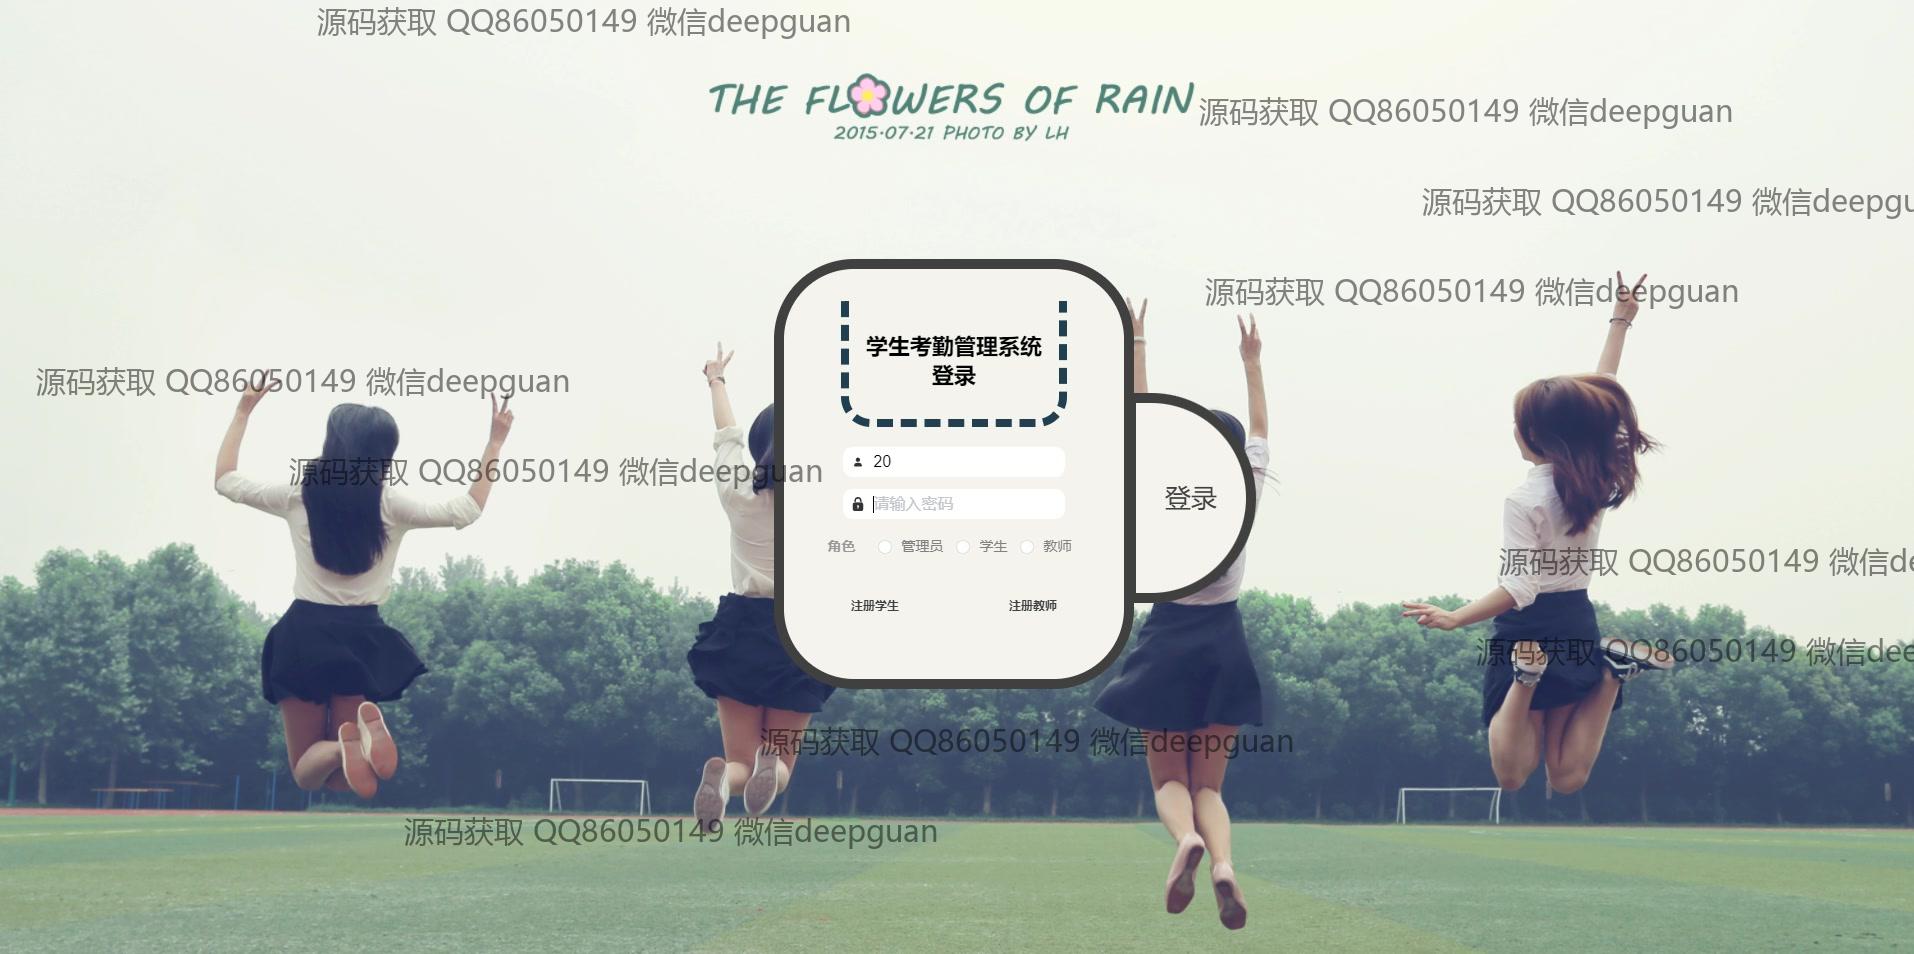 源码获取 QQ86050149 微信deepguan
THE FLOWERS OF RAIN
2015·07·21 PHOTO BY LH
源码获取 QQ86050149 微信deepguan
源码获取 QQ86050149 微信deepgu
源码获取 QQ86050149 微信deepguan
学生考勤管理系统
登录
源码获取 QQ86050149 微信deepguan
20
源码获取 QQ86050149 微信deepguan
请输入密码
登录
角色 管理员 学生 教师
源码获取 QQ86050149 微信de
注册学生 注册教师
源码获取 QQ86050149 微信dee
源码获取 QQ86050149 微信deepguan
源码获取 QQ86050149 微信deepguan